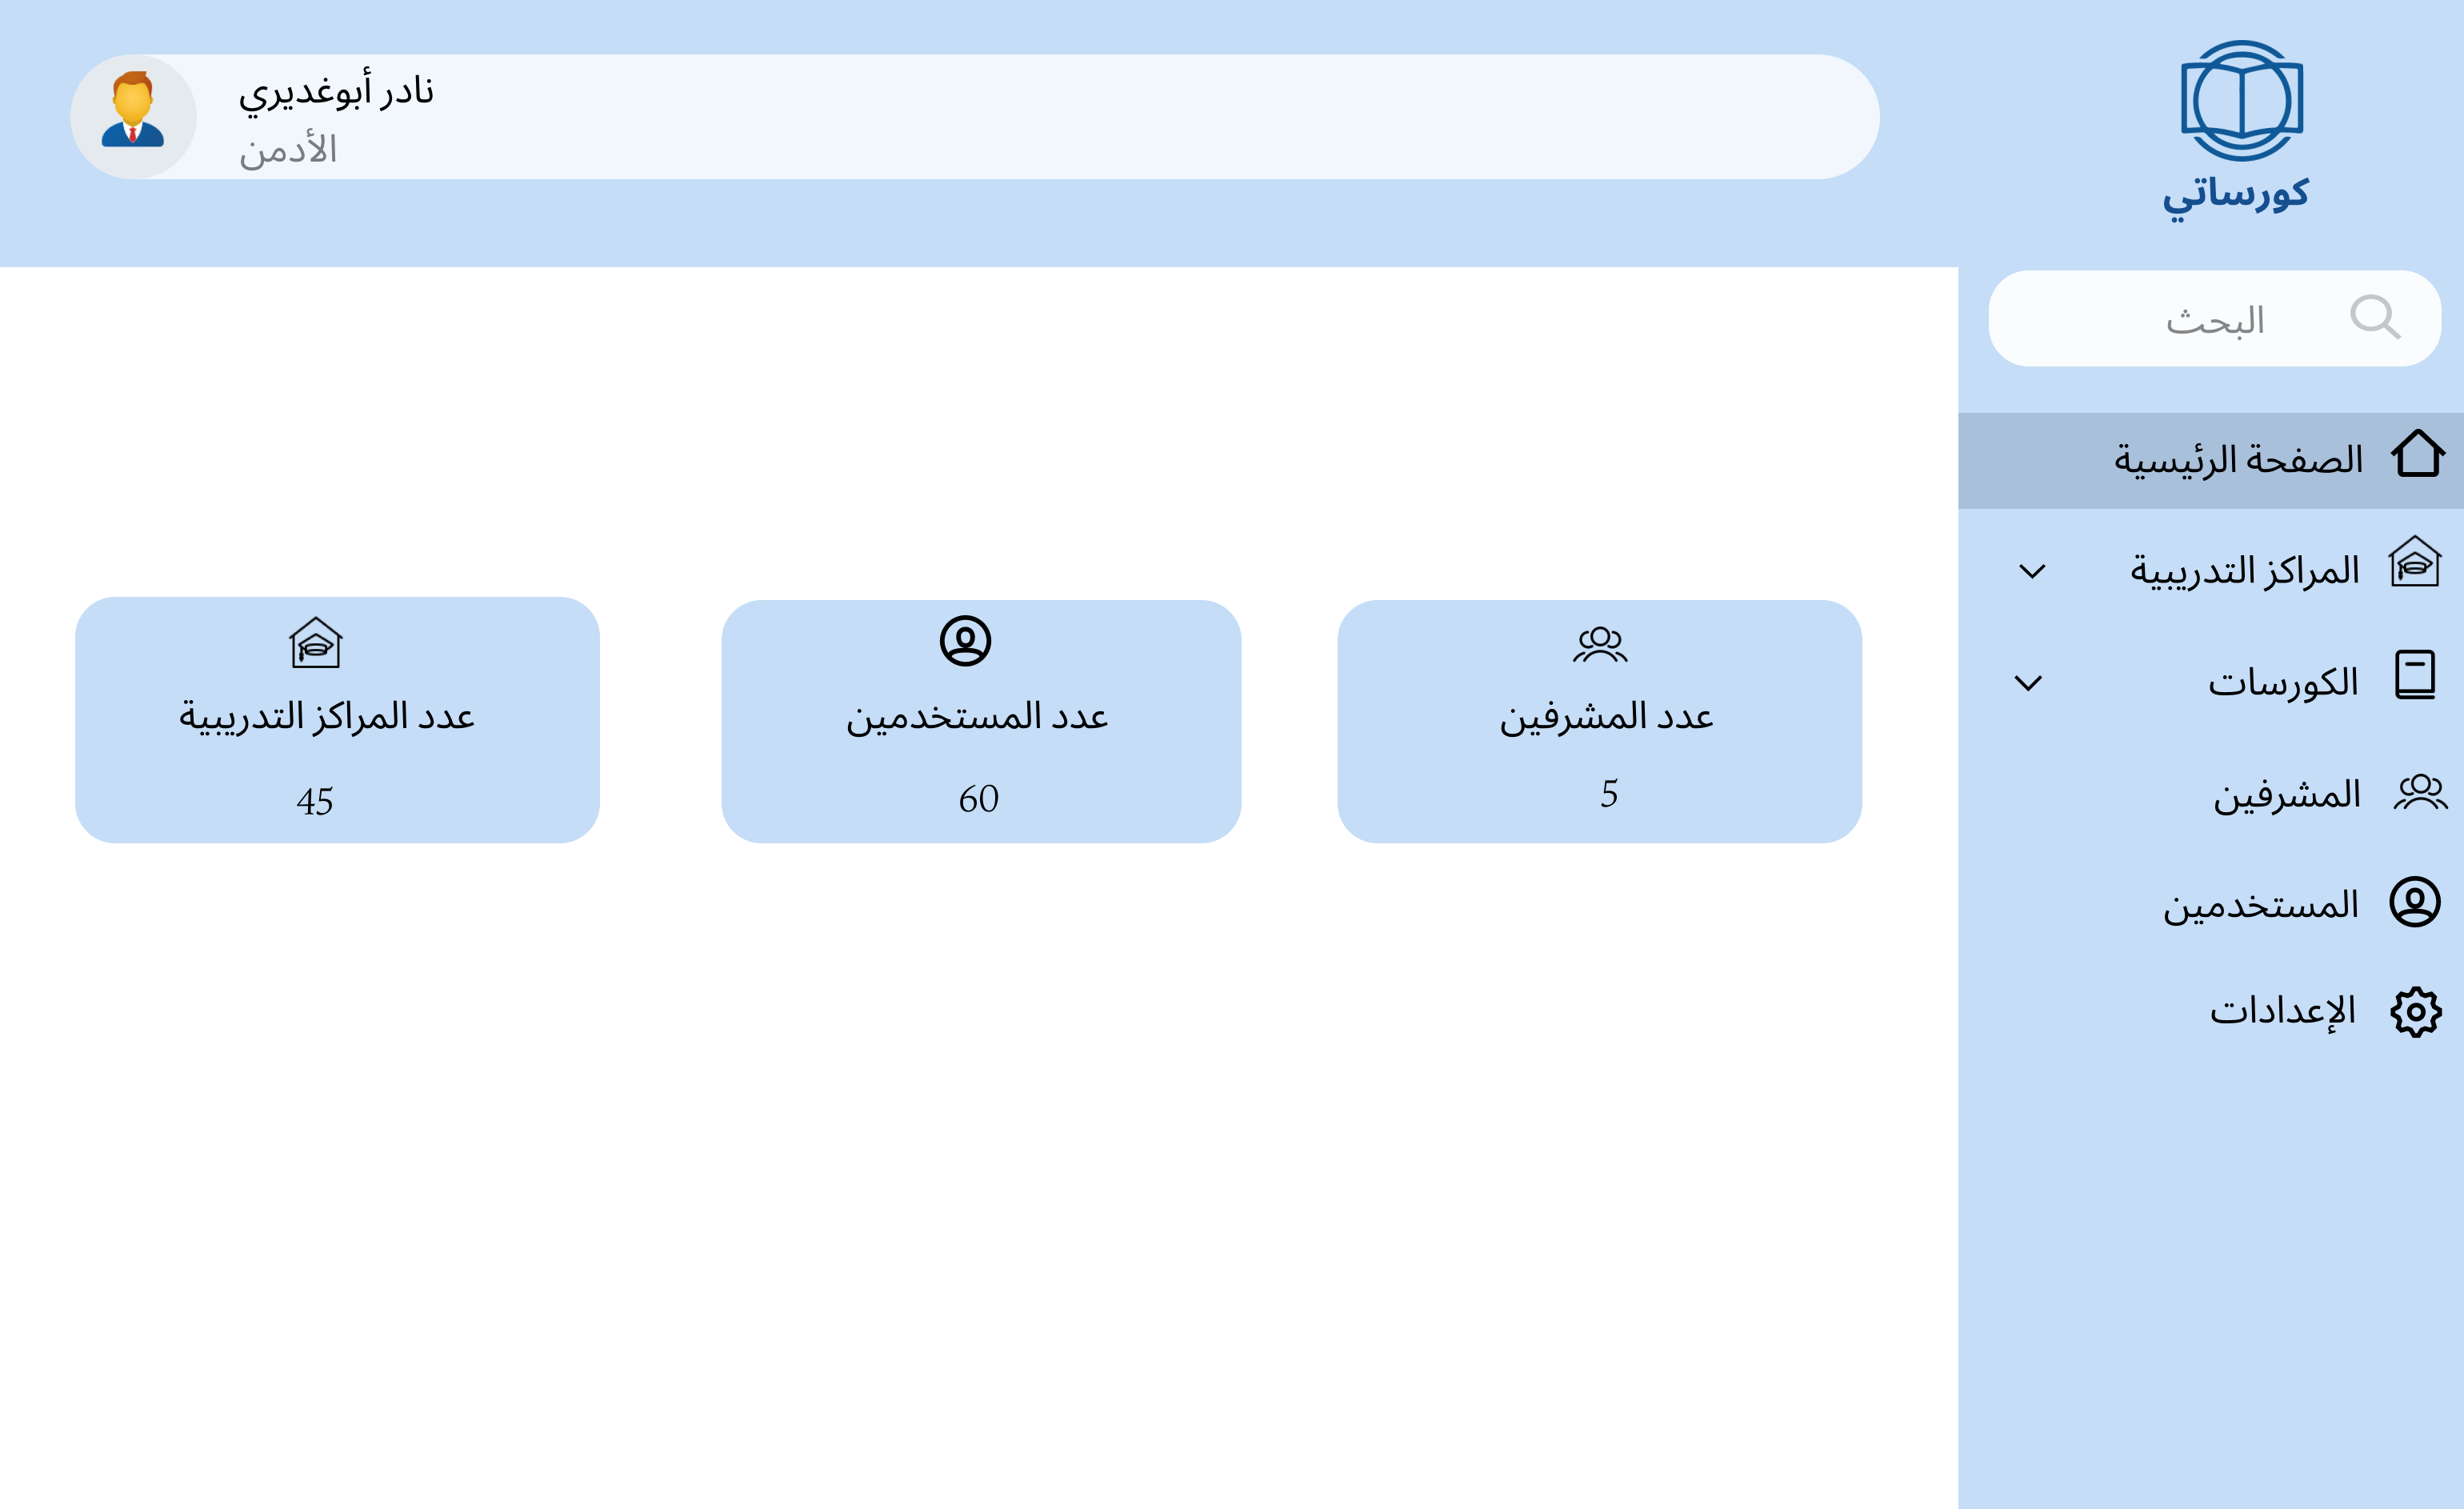 كورساتي
نادر أبوغديري
الأدمن
البحث
الصفحة الرئيسية
المراكز التدريبية
الكورسات
المشرفين
المستخدمين
الإعدادات
عدد المشرفين
5
عدد المستخدمين
60
عدد المراكز التدريبية
45